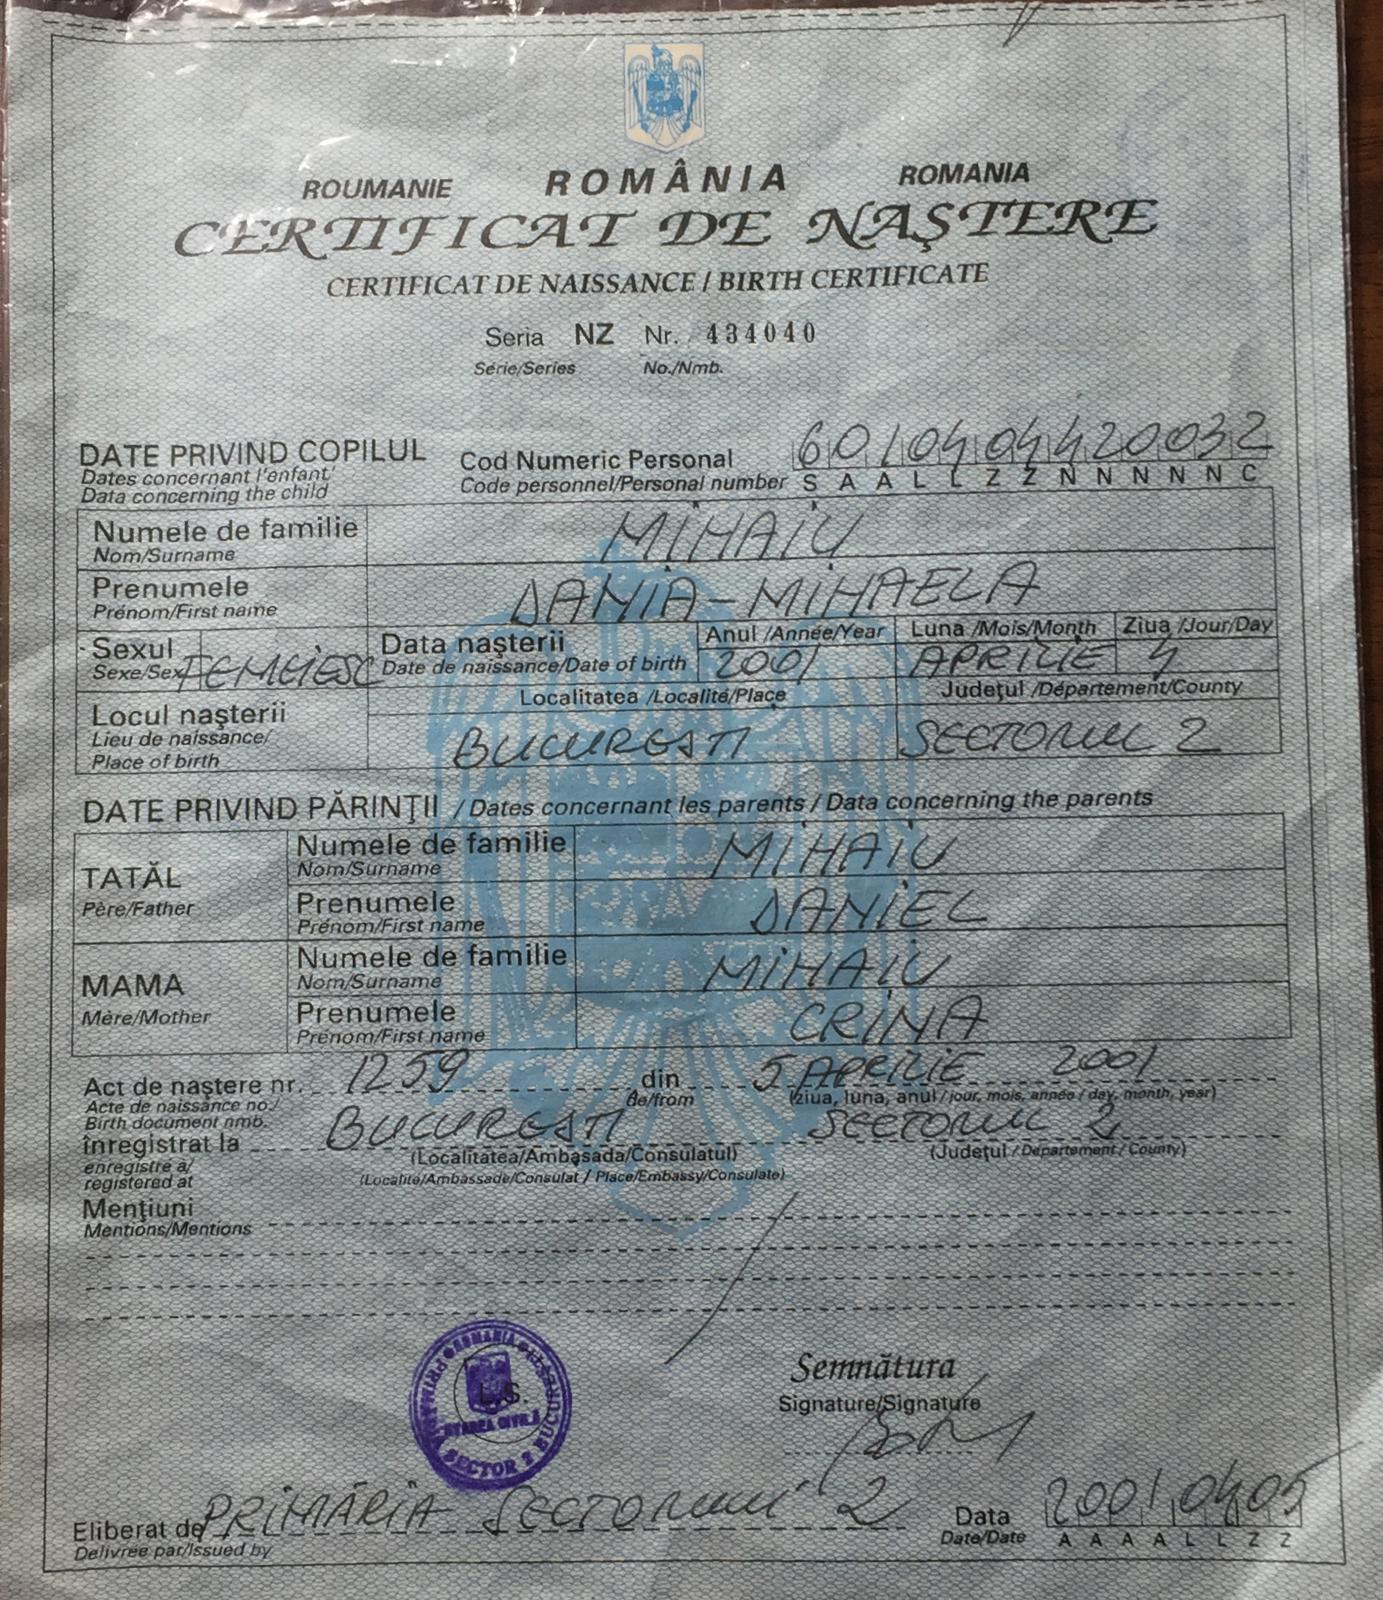 ROUMANIE ROMÂNIA ROMANIA
CERTIFICAT DE NAŞTERE
CERTIFICAT DE NAISSANCE / BIRTH CERTIFICATE
Seria NZ Nr. 434040
Série/Series No./Nmb.
DATE PRIVIND COPILUL
Dates concernant l'enfant/
Data concerning the child
Cod Numeric Personal 6010404420032
Code personnel/Personal number S A A L L Z Z N N N N N C
Numele de familie MIHAIU
Nom/Surname
Prenumele DANIA-MIHAELA
Prénom/First name
Sexul FEMEIESC Data naşterii Anul /Année/Year Luna /Mois/Month Ziua /Jour/Day
Sexe/Sex Date de naissance/Date of birth 2001 APRILIE 4
Locul naşterii Localitatea /Localité/Place Judeţul /Département/County
Lieu de naissance/
Place of birth BUCUREŞTI SECTORUL 2
DATE PRIVIND PĂRINŢII / Dates concernant les parents / Data concerning the parents
TATĂL Numele de familie MIHAIU
Père/Father Nom/Surname
Prenumele DANIEL
Prénom/First name
MAMA Numele de familie MIHAIU
Mère/Mother Nom/Surname
Prenumele CRINA
Prénom/First name
Act de naştere nr. 1259 din 5 APRILIE 2001
Acte de naissance no./ de/from (ziua, luna, anul / jour, mois, année / day, month, year)
Birth document nmb.
înregistrat la BUCUREŞTI SECTORUL 2
enregistre a/ (Localitatea/Ambasada/Consulatul) (Judeţul / Département / County)
registered at (Localité/Ambassade/Consulat / Place/Embassy/Consulate)
Menţiuni
Mentions/Mentions
ROMANIA
PRIMARIA SECTOR 2 BUCURESTI
L.S.
STAREA CIVILĂ
Semnătura
Signature/Signature
Eliberat de PRIMĂRIA SECTORULUI 2 Data 20010405
Delivrée par/Issued by Date/Date A A A A L L Z Z